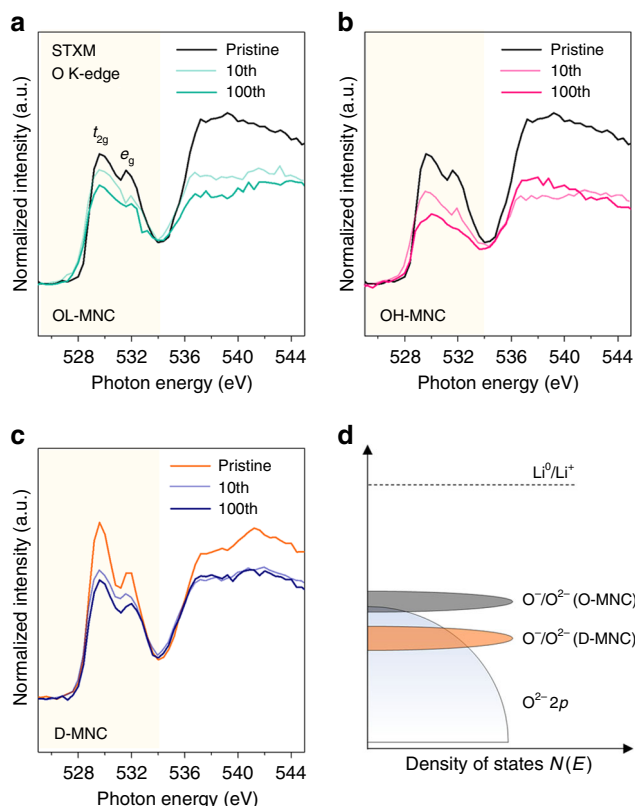 a
STXM
O K-edge
Pristine
10th
100th
t2g
eg
OL-MNC
Normalized intensity (a.u.)
528 532 536 540 544
Photon energy (eV)
b
Pristine
10th
100th
OH-MNC
Normalized intensity (a.u.)
528 532 536 540 544
Photon energy (eV)
c
Pristine
10th
100th
D-MNC
Normalized intensity (a.u.)
528 532 536 540 544
Photon energy (eV)
d
Li⁰/Li⁺
O⁻/O²⁻ (O-MNC)
O⁻/O²⁻ (D-MNC)
O²⁻ 2p
Density of states N(E)